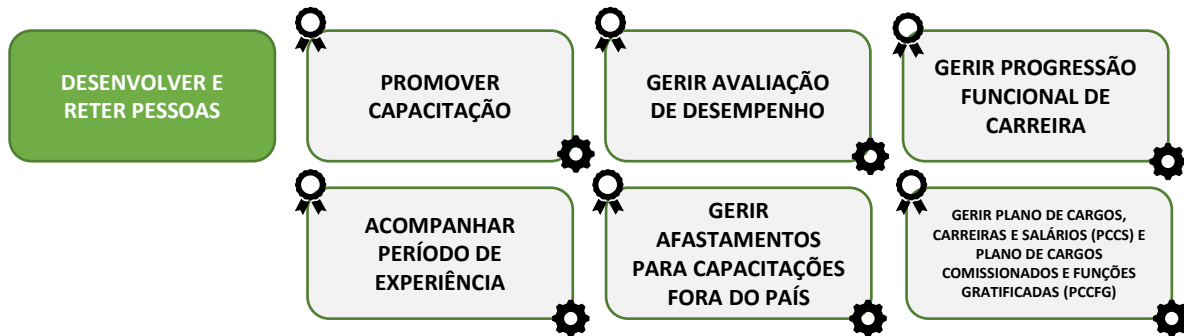 DESENVOLVER E
RETER PESSOAS
PROMOVER
CAPACITAÇÃO
GERIR AVALIAÇÃO
DE DESEMPENHO
GERIR PROGRESSÃO
FUNCIONAL DE
CARREIRA
ACOMPANHAR
PERÍODO DE
EXPERIÊNCIA
GERIR
AFASTAMENTOS
PARA CAPACITAÇÕES
FORA DO PAÍS
GERIR PLANO DE CARGOS,
CARREIRAS E SALÁRIOS (PCCS) E
PLANO DE CARGOS
COMISSIONADOS E FUNÇÕES
GRATIFICADAS (PCCFG)